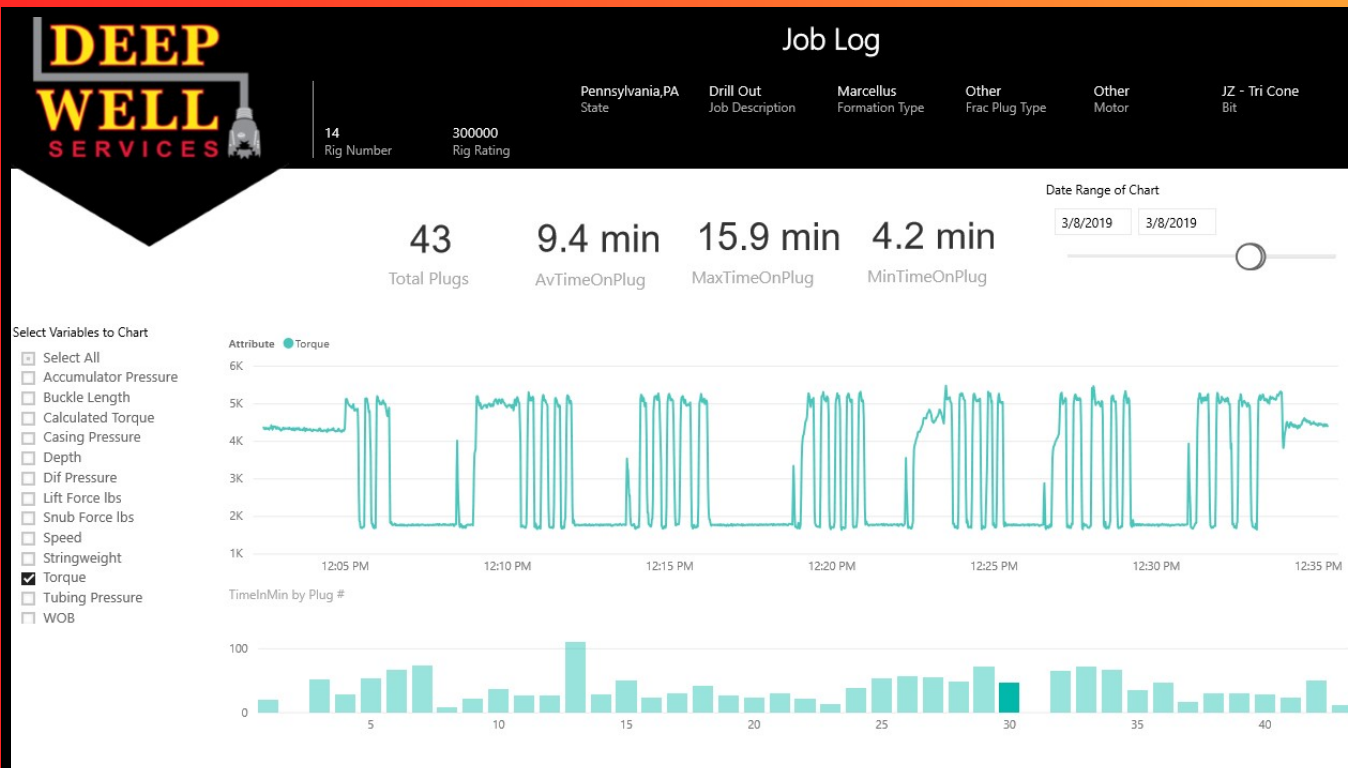 DEEP
WELL
SERVICES
Job Log
Pennsylvania,PA Drill Out Marcellus Other Other JZ - Tri Cone
State Job Description Formation Type Frac Plug Type Motor Bit
14 300000
Rig Number Rig Rating
Date Range of Chart
3/8/2019 3/8/2019
43 9.4 min 15.9 min 4.2 min
Total Plugs AvTimeOnPlug MaxTimeOnPlug MinTimeOnPlug
Select Variables to Chart
Select All
Accumulator Pressure
Buckle Length
Calculated Torque
Casing Pressure
Depth
Dif Pressure
Lift Force lbs
Snub Force lbs
Speed
Stringweight
Torque
Tubing Pressure
WOB
Attribute Torque
6K
5K
4K
3K
2K
1K
12:05 PM 12:10 PM 12:15 PM 12:20 PM 12:25 PM 12:30 PM 12:35 PM
TimeInMin by Plug #
100
0
5 10 15 20 25 30 35 40